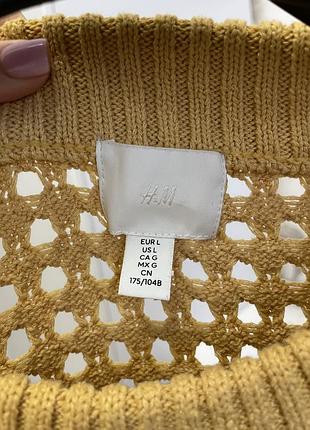 H&M
EUR L
US L
CA G
MX G
CN
175/104B